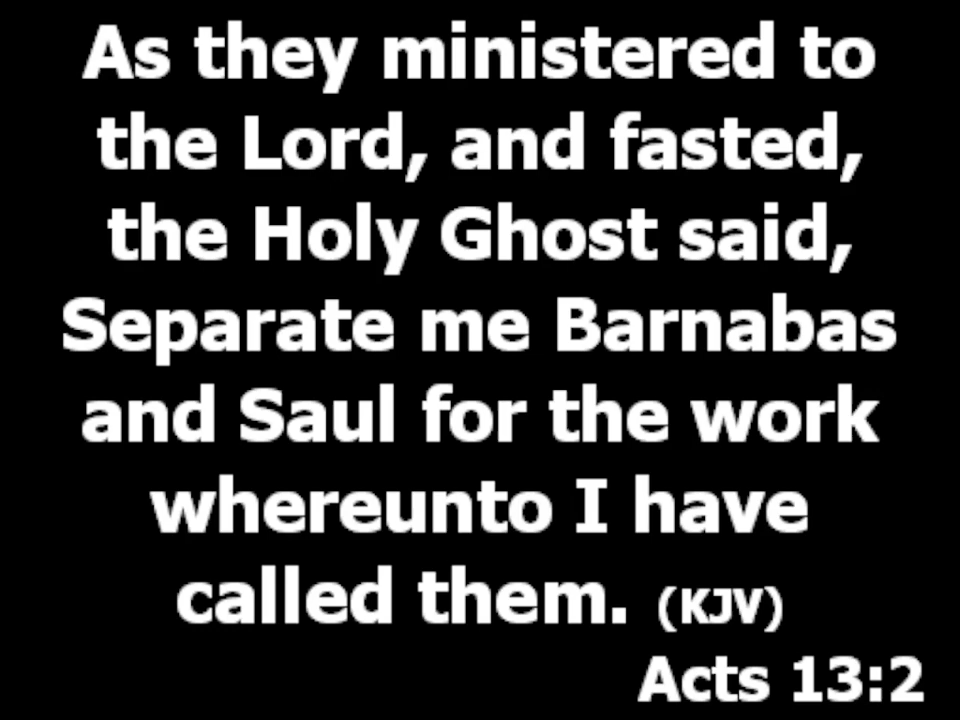 As they ministered to
the Lord, and fasted,
the Holy Ghost said,
Separate me Barnabas
and Saul for the work
whereunto I have
called them. (KJV)
Acts 13:2